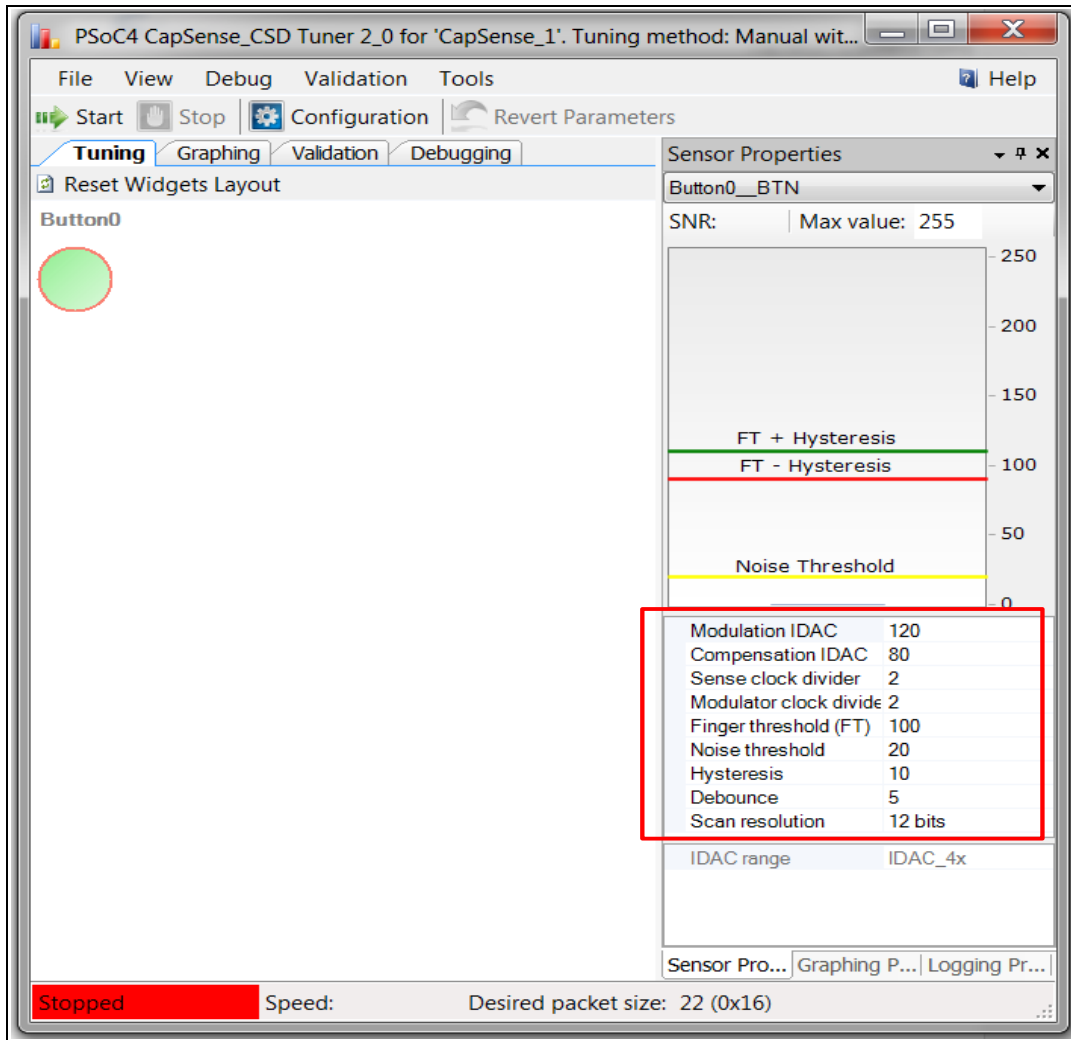 PSoC4 CapSense_CSD Tuner 2_0 for 'CapSense_1'. Tuning method: Manual wit...
File View Debug Validation Tools Help
Start Stop Configuration Revert Parameters
Tuning Graphing Validation Debugging
Reset Widgets Layout
Button0
Sensor Properties
Button0__BTN
SNR: Max value: 255
250
200
150
FT + Hysteresis
FT - Hysteresis
100
50
Noise Threshold
0
Modulation IDAC 120
Compensation IDAC 80
Sense clock divider 2
Modulator clock divide 2
Finger threshold (FT) 100
Noise threshold 20
Hysteresis 10
Debounce 5
Scan resolution 12 bits
IDAC range IDAC_4x
Sensor Pro... Graphing P... Logging Pr...
Stopped Speed: Desired packet size: 22 (0x16)